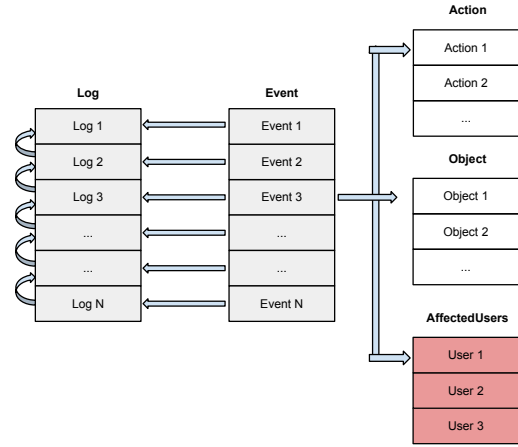 Log
Log 1
Log 2
Log 3
...
...
Log N
Event
Event 1
Event 2
Event 3
...
...
Event N
Action
Action 1
Action 2
...
Object
Object 1
Object 2
...
AffectedUsers
User 1
User 2
User 3